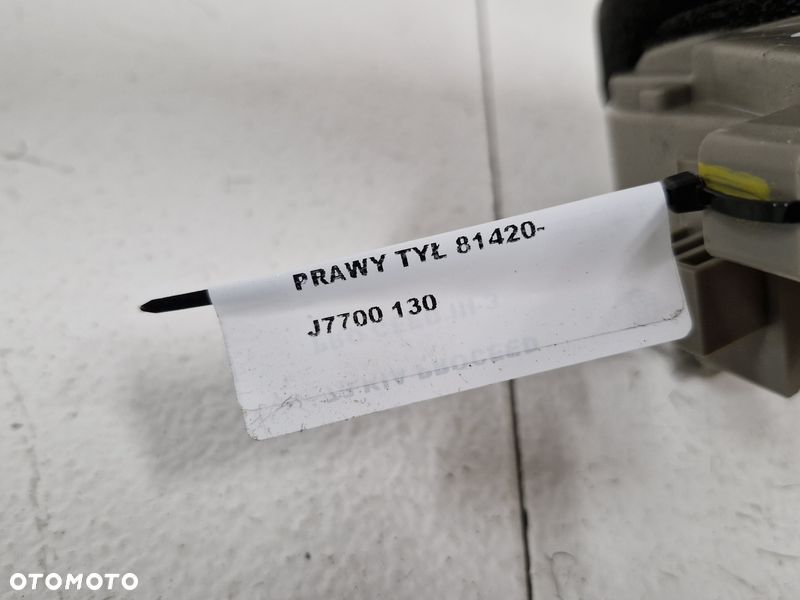 PRAWY TYŁ 81420-
J7700 130
OTOMOTO